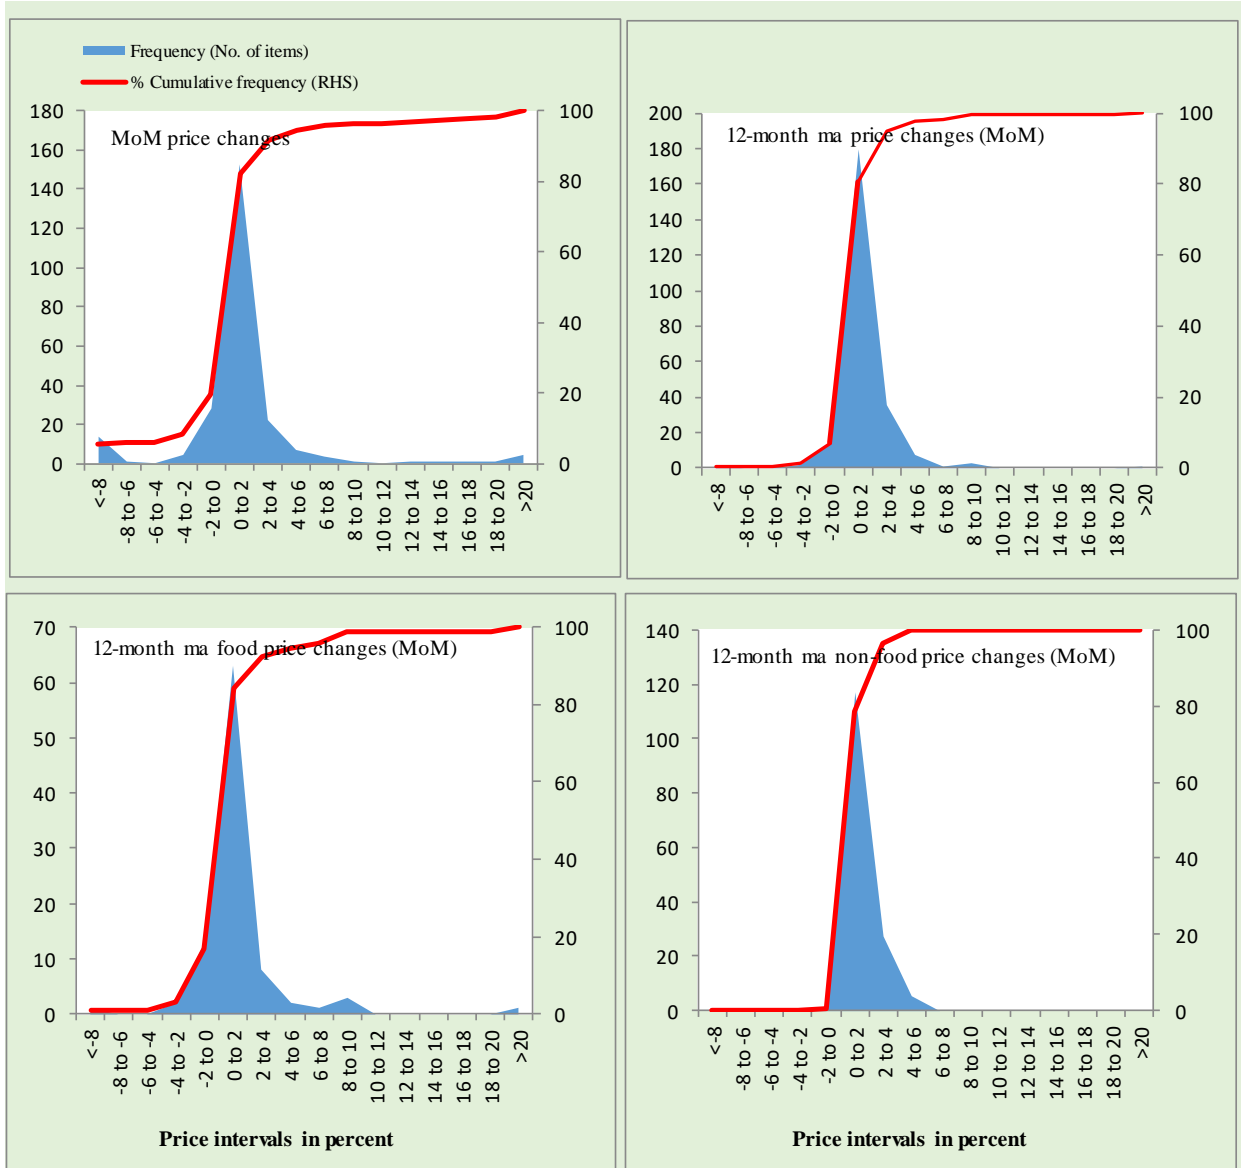 Frequency (No. of items)
% Cumulative frequency (RHS)
MoM price changes
180
160
140
120
100
80
60
40
20
0
100
80
60
40
20
0
<-8
-8 to -6
-6 to -4
-4 to -2
-2 to 0
0 to 2
2 to 4
4 to 6
6 to 8
8 to 10
10 to 12
12 to 14
14 to 16
16 to 18
18 to 20
>20
12-month ma price changes (MoM)
200
180
160
140
120
100
80
60
40
20
0
100
80
60
40
20
0
<-8
-8 to -6
-6 to -4
-4 to -2
-2 to 0
0 to 2
2 to 4
4 to 6
6 to 8
8 to 10
10 to 12
12 to 14
14 to 16
16 to 18
18 to 20
>20
12-month ma food price changes (MoM)
70
60
50
40
30
20
10
0
100
80
60
40
20
0
<-8
-8 to -6
-6 to -4
-4 to -2
-2 to 0
0 to 2
2 to 4
4 to 6
6 to 8
8 to 10
10 to 12
12 to 14
14 to 16
16 to 18
18 to 20
>20
Price intervals in percent
12-month ma non-food price changes (MoM)
140
120
100
80
60
40
20
0
100
80
60
40
20
0
<-8
-8 to -6
-6 to -4
-4 to -2
-2 to 0
0 to 2
2 to 4
4 to 6
6 to 8
8 to 10
10 to 12
12 to 14
14 to 16
16 to 18
18 to 20
>20
Price intervals in percent